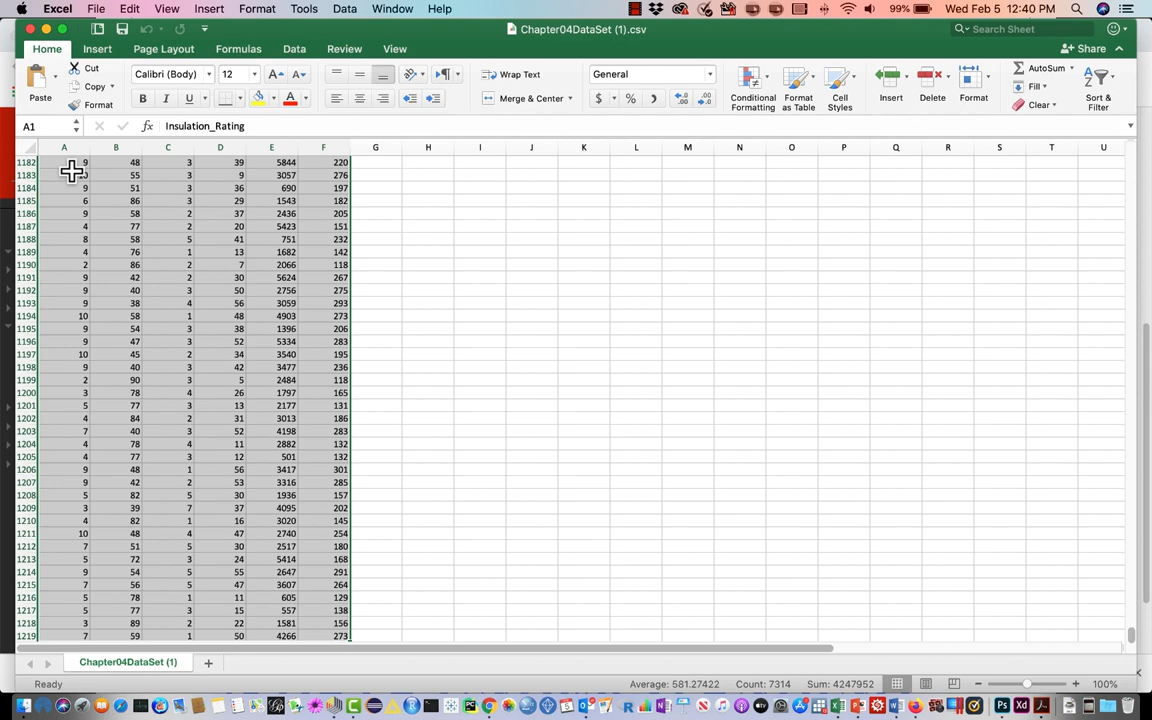 Excel File Edit View Insert Format Tools Data Window Help 99% Wed Feb 5 12:40 PM
Chapter04DataSet (1).csv Search Sheet
Home Insert Page Layout Formulas Data Review View Share
Cut Calibri (Body) 12 Wrap Text General AutoSum
Copy Fill
Paste Format B I U A Merge & Center $ % Conditional Formatting Format as Table Cell Styles Insert Delete Format Clear Sort & Filter
A1 fx Insulation_Rating
A B C D E F G H I J K L M N O P Q R S T U
1182 9 48 3 39 5844 220
1183 55 3 9 3057 276
1184 9 51 3 36 690 197
1185 6 86 3 29 1543 182
1186 9 58 2 37 2436 205
1187 4 77 2 20 5423 151
1188 8 58 5 41 751 232
1189 4 76 1 13 1682 142
1190 2 86 2 7 2066 118
1191 9 42 2 30 5624 267
1192 9 40 3 50 2756 275
1193 9 38 4 56 3059 293
1194 10 58 1 48 4903 273
1195 9 54 3 38 1396 206
1196 9 47 3 52 5334 283
1197 10 45 2 34 3540 195
1198 9 40 3 42 3477 236
1199 2 90 3 5 2484 118
1200 3 78 4 26 1797 165
1201 5 77 3 13 2177 131
1202 4 84 2 31 3013 186
1203 7 40 3 52 4198 283
1204 4 78 4 11 2882 132
1205 4 77 3 12 501 132
1206 9 48 1 56 3417 301
1207 9 42 2 53 3316 285
1208 5 82 5 30 1936 157
1209 3 39 7 37 4095 202
1210 4 82 1 16 3020 145
1211 10 48 4 47 2740 254
1212 7 51 5 30 2517 180
1213 5 72 3 24 5414 168
1214 9 54 5 55 2647 291
1215 7 56 5 47 3607 264
1216 5 78 1 11 605 129
1217 5 77 3 15 557 138
1218 3 89 2 22 1581 156
1219 7 59 1 50 4266 273
Chapter04DataSet (1) +
Ready Average: 581.27422 Count: 7314 Sum: 4247952 100%